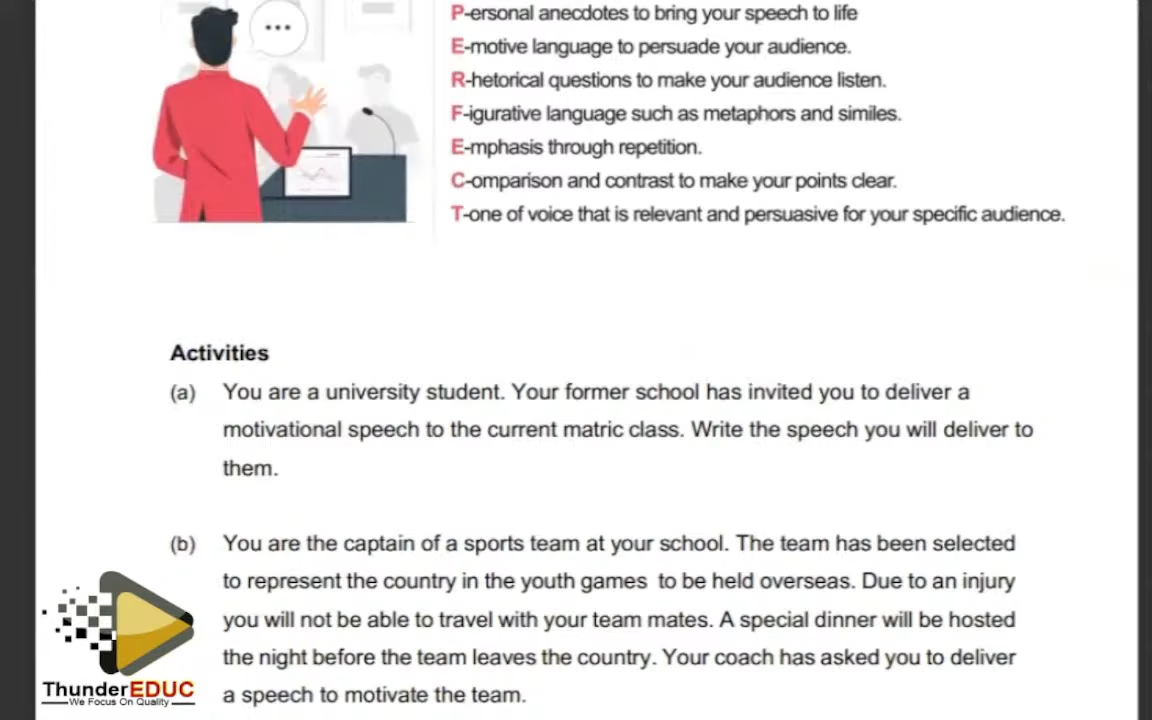 P-ersonal anecdotes to bring your speech to life
E-motive language to persuade your audience.
R-hetorical questions to make your audience listen.
F-igurative language such as metaphors and similes.
E-mphasis through repetition.
C-omparison and contrast to make your points clear.
T-one of voice that is relevant and persuasive for your specific audience.
Activities
(a) You are a university student. Your former school has invited you to deliver a
motivational speech to the current matric class. Write the speech you will deliver to
them.
(b) You are the captain of a sports team at your school. The team has been selected
to represent the country in the youth games to be held overseas. Due to an injury
you will not be able to travel with your team mates. A special dinner will be hosted
the night before the team leaves the country. Your coach has asked you to deliver
a speech to motivate the team.
ThunderEDUC
We Focus On Quality